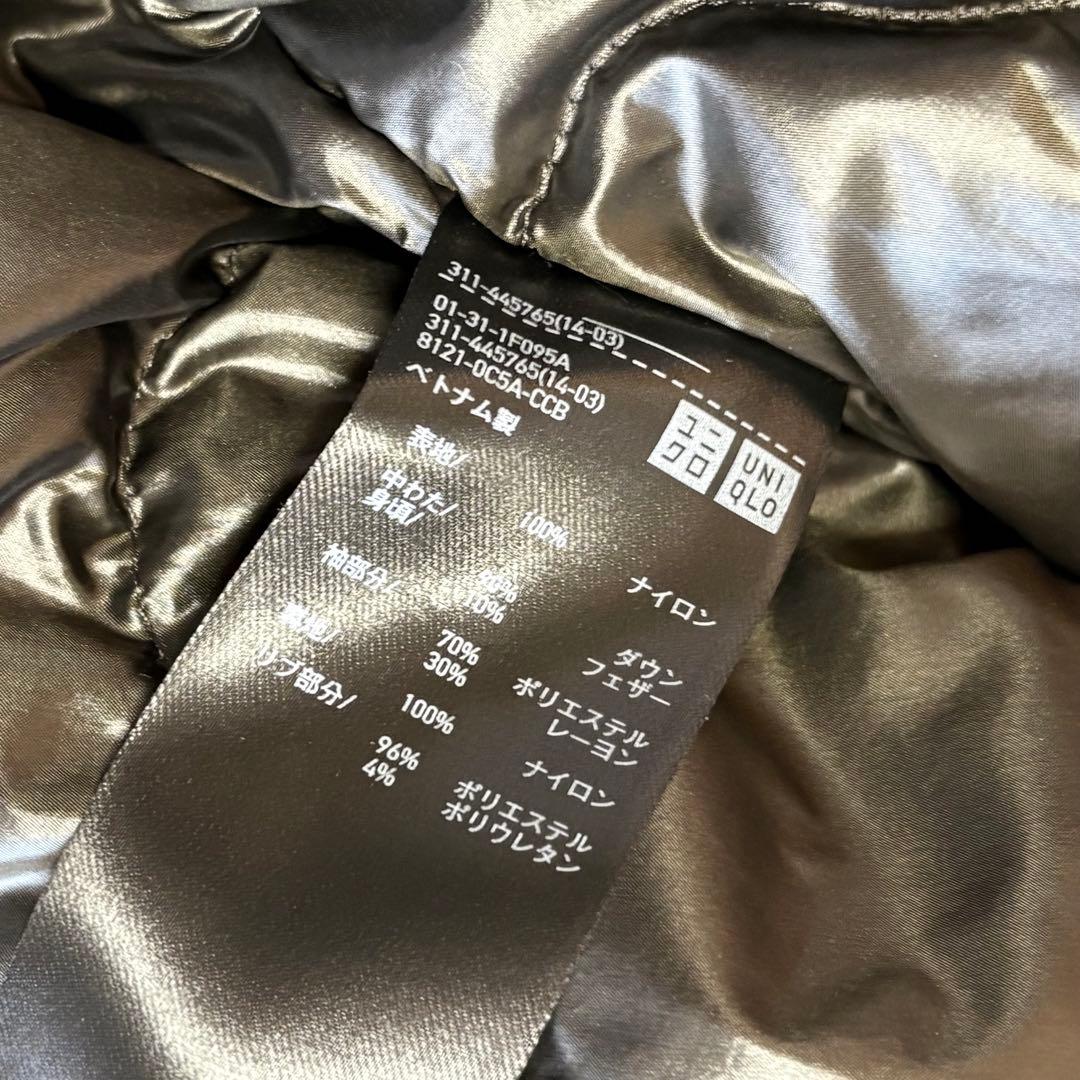 311-445765(14-03)
01-31-1F095A
311-445765(14-03)
8121-0C5A-CCB
ベトナム製
ユニ
クロ
UNI
QLO
表地/ 100% ナイロン
中わた/
身頃/ 90% ダウン
10% フェザー
袖部分/ 70% ポリエステル
30% レーヨン
裏地/ 100% ナイロン
リブ部分/ 96% ポリエステル
4% ポリウレタン